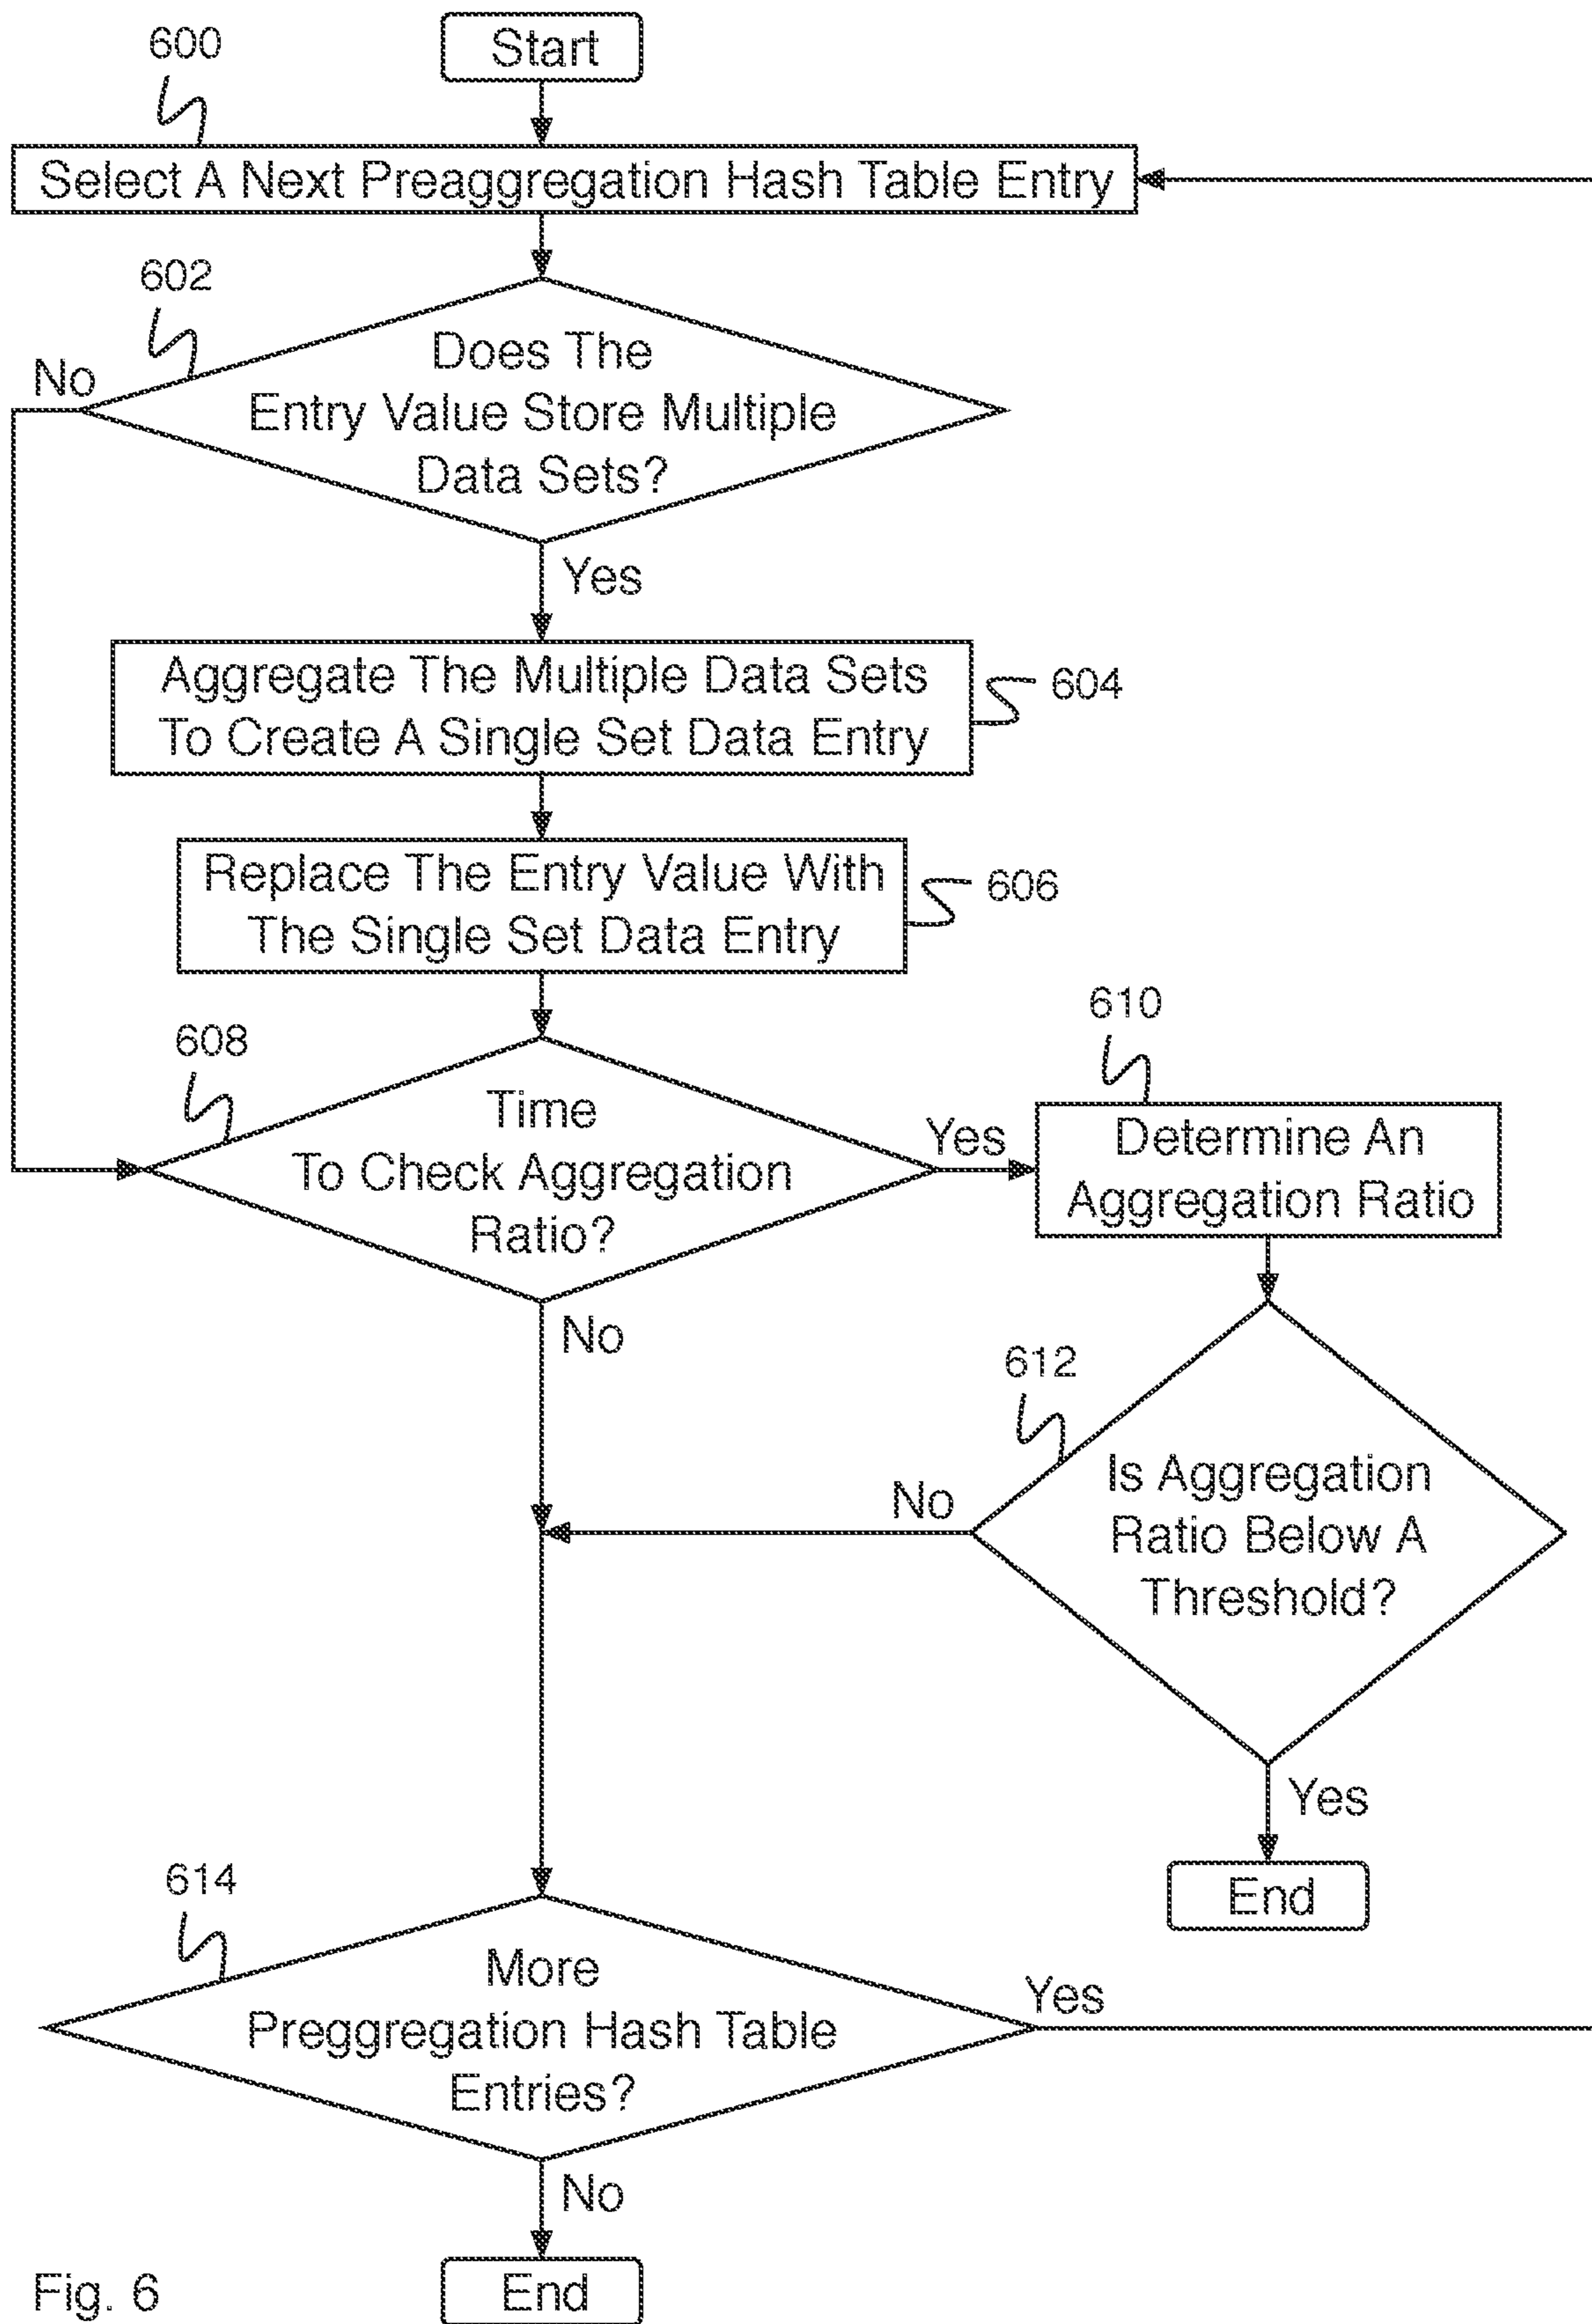 Start
600
Select A Next Preaggregation Hash Table Entry
602
No
Does The
Entry Value Store Multiple
Data Sets?
Yes
Aggregate The Multiple Data Sets
To Create A Single Set Data Entry
604
Replace The Entry Value With
The Single Set Data Entry
606
608
Time
To Check Aggregation
Ratio?
Yes
610
Determine An
Aggregation Ratio
No
612
Is Aggregation
Ratio Below A
Threshold?
No
Yes
End
614
More
Preggregation Hash Table
Entries?
Yes
No
End
Fig. 6